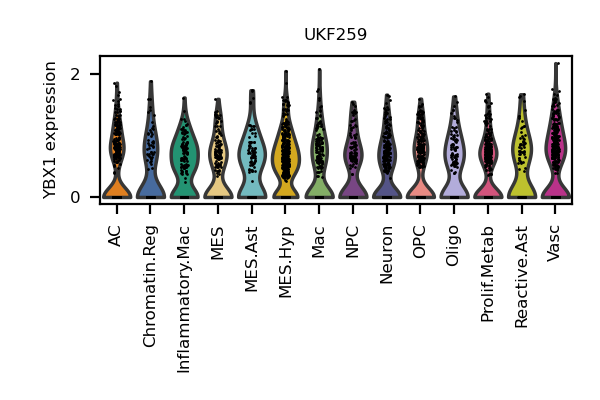 UKF259
YBX1 expression
2
0
AC
Chromatin.Reg
Inflammatory.Mac
MES
MES.Ast
MES.Hyp
Mac
NPC
Neuron
OPC
Oligo
Prolif.Metab
Reactive.Ast
Vasc